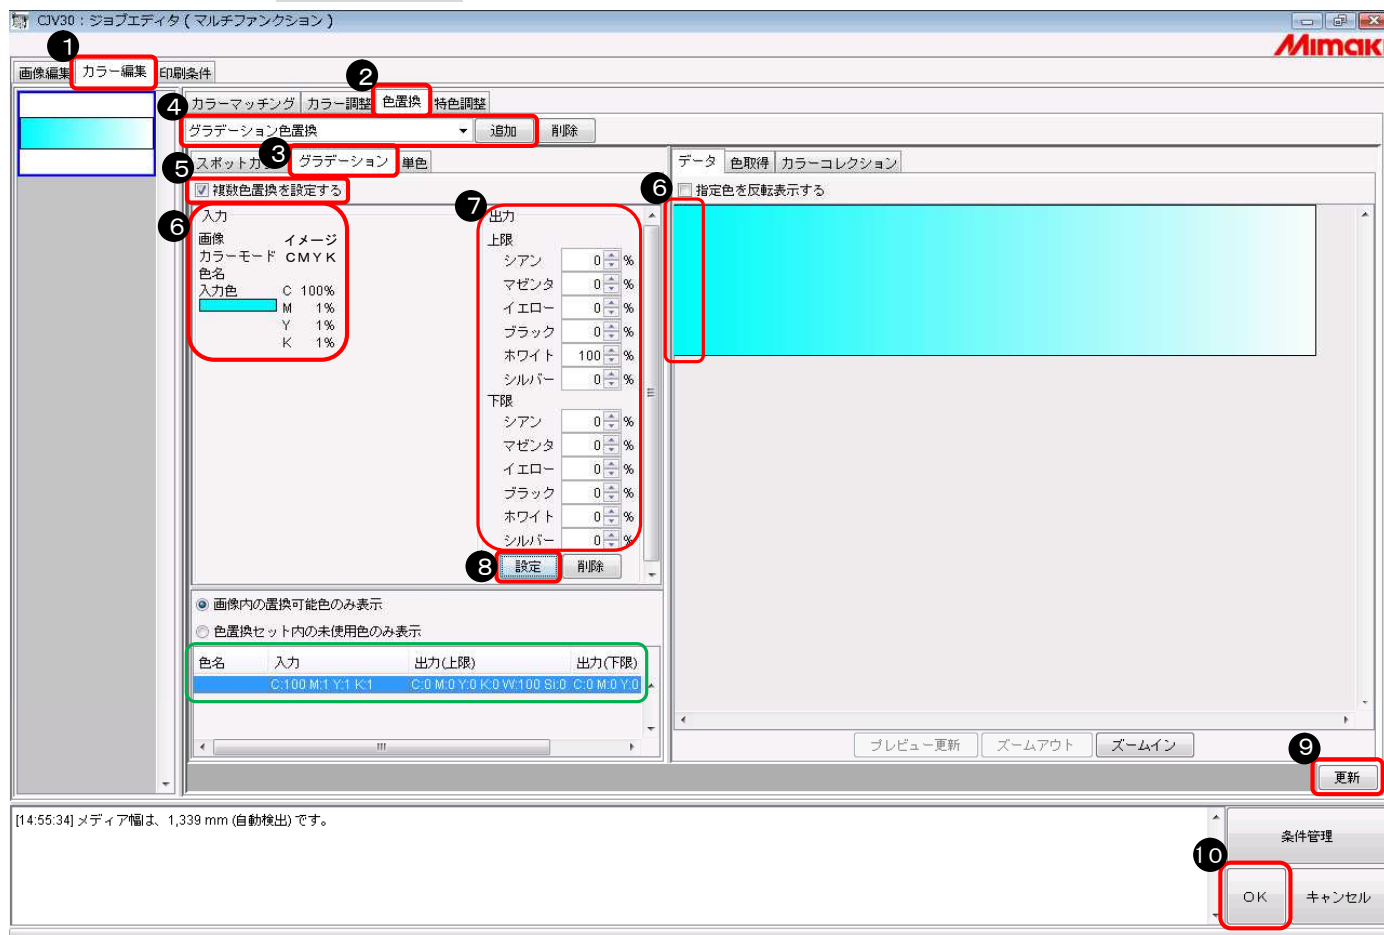 CJV30：ジョブエディタ ( マルチファンクション )
Mimaki
1
画像編集 カラー編集 印刷条件
2
カラーマッチング カラー調整 色置換 特色調整
4
グラデーション色置換 追加 削除
3
スポットカ グラデーション 単色
5
複数色置換を設定する
6
入力
画像 イメージ
カラーモード CMYK
色名
入力色 C 100%
M 1%
Y 1%
K 1%
7
出力
上限
シアン 0 %
マゼンタ 0 %
イエロー 0 %
ブラック 0 %
ホワイト 100 %
シルバー 0 %
下限
シアン 0 %
マゼンタ 0 %
イエロー 0 %
ブラック 0 %
ホワイト 0 %
シルバー 0 %
8
設定 削除
画像内の置換可能色のみ表示
色置換セット内の未使用色のみ表示
色名 入力 出力(上限) 出力(下限)
C:100 M:1 Y:1 K:1 C:0 M:0 Y:0 K:0 W:100 Si:0 C:0 M:0 Y:0
データ 色取得 カラーコレクション
6
指定色を反転表示する
プレビュー更新 ズームアウト ズームイン
9
更新
[14:55:34] メディア幅は、1,339 mm (自動検出) です。
条件管理
10
OK キャンセル